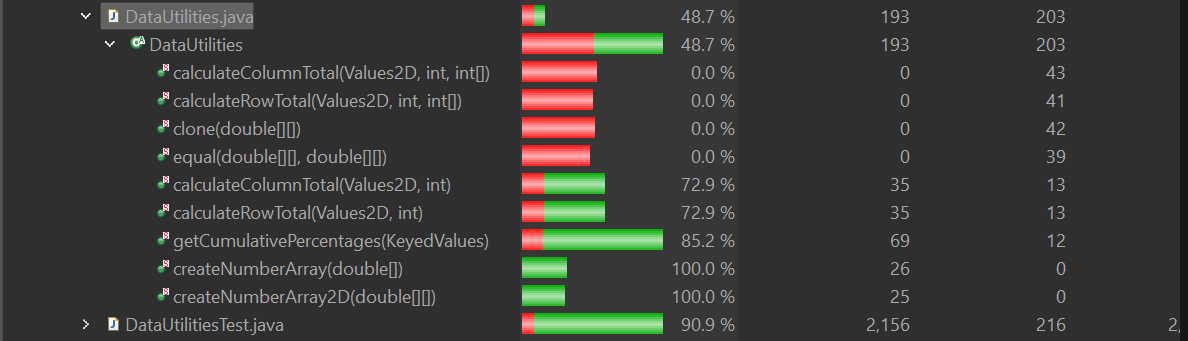 DataUtilities.java 48.7 % 193 203
DataUtilities 48.7 % 193 203
calculateColumnTotal(Values2D, int, int[]) 0.0 % 0 43
calculateRowTotal(Values2D, int, int[]) 0.0 % 0 41
clone(double[][]) 0.0 % 0 42
equal(double[][], double[][]) 0.0 % 0 39
calculateColumnTotal(Values2D, int) 72.9 % 35 13
calculateRowTotal(Values2D, int) 72.9 % 35 13
getCumulativePercentages(KeyedValues) 85.2 % 69 12
createNumberArray(double[]) 100.0 % 26 0
createNumberArray2D(double[][]) 100.0 % 25 0
DataUtilitiesTest.java 90.9 % 2,156 216